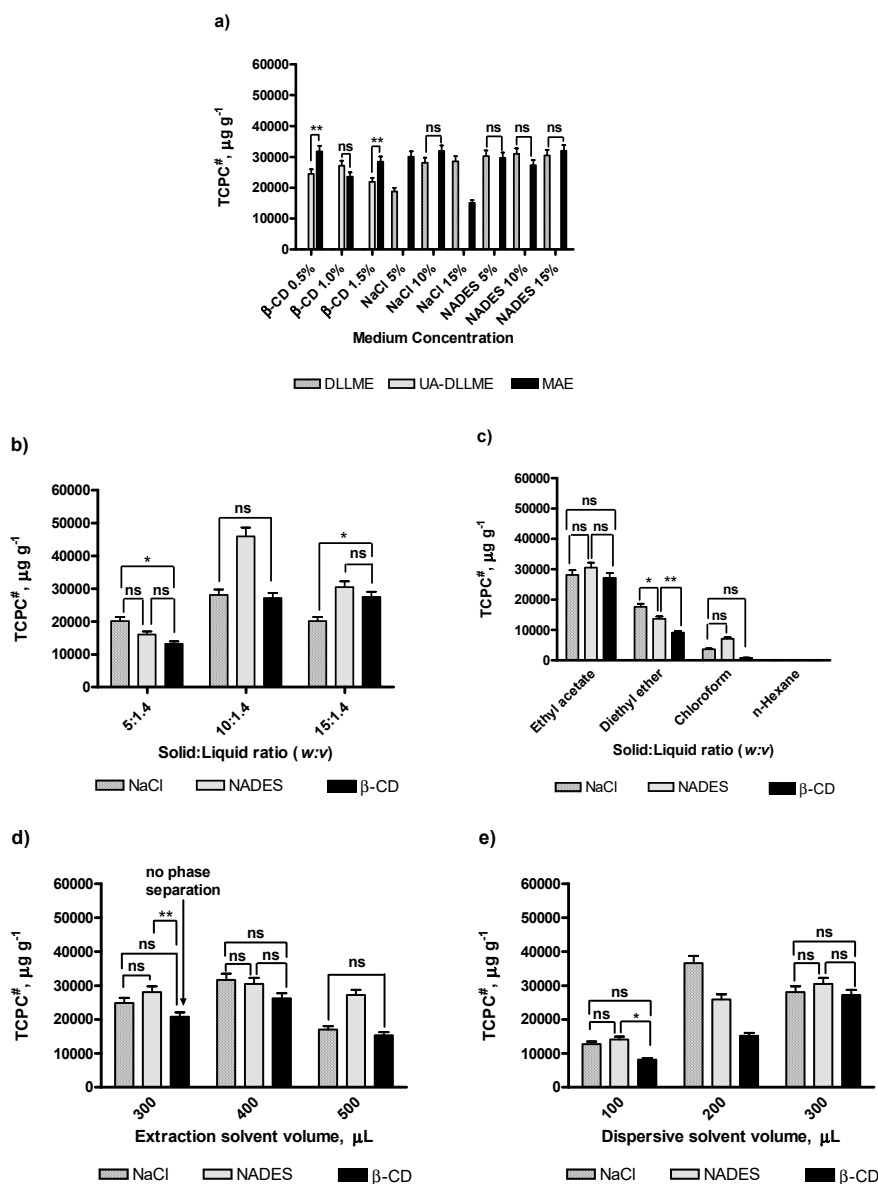 a)
TCPC#, µg g-1
60000
50000
40000
30000
20000
10000
0
** ns ** ns ns ns ns
β-CD 0.5%
β-CD 1.0%
β-CD 1.5%
NaCl 5%
NaCl 10%
NaCl 15%
NADES 5%
NADES 10%
NADES 15%
Medium Concentration
DLLME UA-DLLME MAE
b)
TCPC#, µg g-1
60000
50000
40000
30000
20000
10000
0
* ns ns
ns
* ns
5:1.4
10:1.4
15:1.4
Solid:Liquid ratio (w:v)
NaCl NADES β-CD
c)
TCPC#, µg g-1
60000
50000
40000
30000
20000
10000
0
ns
ns ns
* **
ns
ns
Ethyl acetate
Diethyl ether
Chloroform
n-Hexane
Solid:Liquid ratio (w:v)
NaCl NADES β-CD
d)
TCPC#, µg g-1
60000
50000
40000
30000
20000
10000
0
no phase
separation
**
ns
ns
ns
ns ns
ns
300
400
500
Extraction solvent volume, µL
NaCl NADES β-CD
e)
TCPC#, µg g-1
60000
50000
40000
30000
20000
10000
0
ns
ns *
ns
ns ns
100
200
300
Dispersive solvent volume, µL
NaCl NADES β-CD